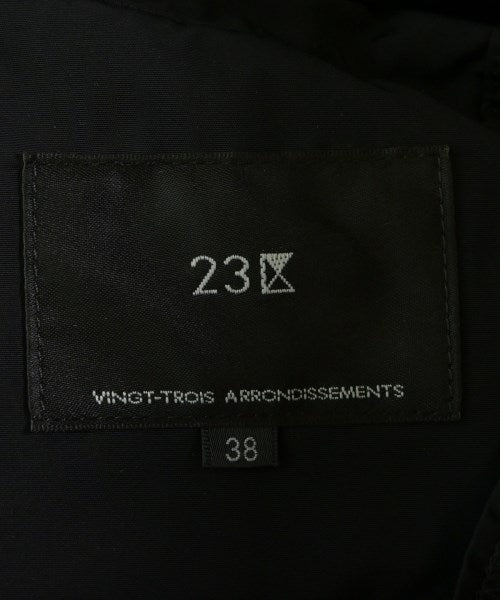 23区
VINGT-TROIS ARRONDISSEMENTS
38